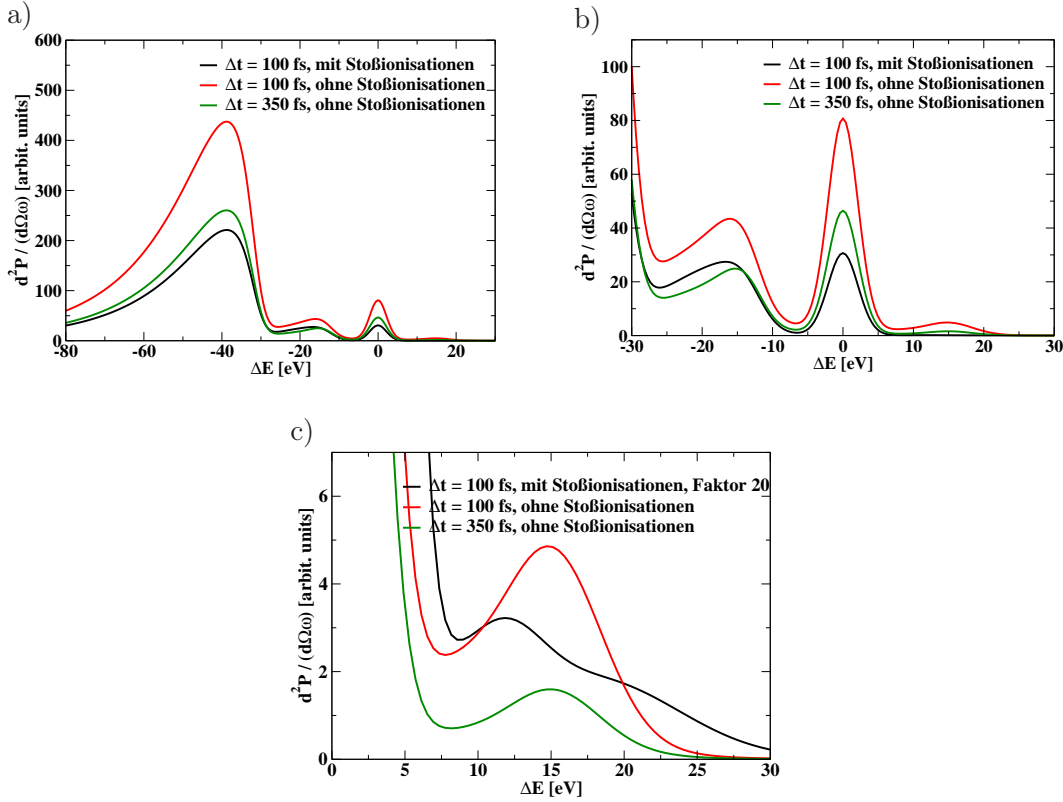 a)
600
500
400
300
200
100
0
d²P / (dΩω) [arbit. units]
Δt = 100 fs, mit Stoßionisationen
Δt = 100 fs, ohne Stoßionisationen
Δt = 350 fs, ohne Stoßionisationen
-80 -60 -40 -20 0 20
ΔE [eV]
b)
100
80
60
40
20
0
d²P / (dΩω) [arbit. units]
Δt = 100 fs, mit Stoßionisationen
Δt = 100 fs, ohne Stoßionisationen
Δt = 350 fs, ohne Stoßionisationen
-30 -20 -10 0 10 20 30
ΔE [eV]
c)
6
4
2
0
d²P / (dΩω) [arbit. units]
Δt = 100 fs, mit Stoßionisationen, Faktor 20
Δt = 100 fs, ohne Stoßionisationen
Δt = 350 fs, ohne Stoßionisationen
0 5 10 15 20 25 30
ΔE [eV]